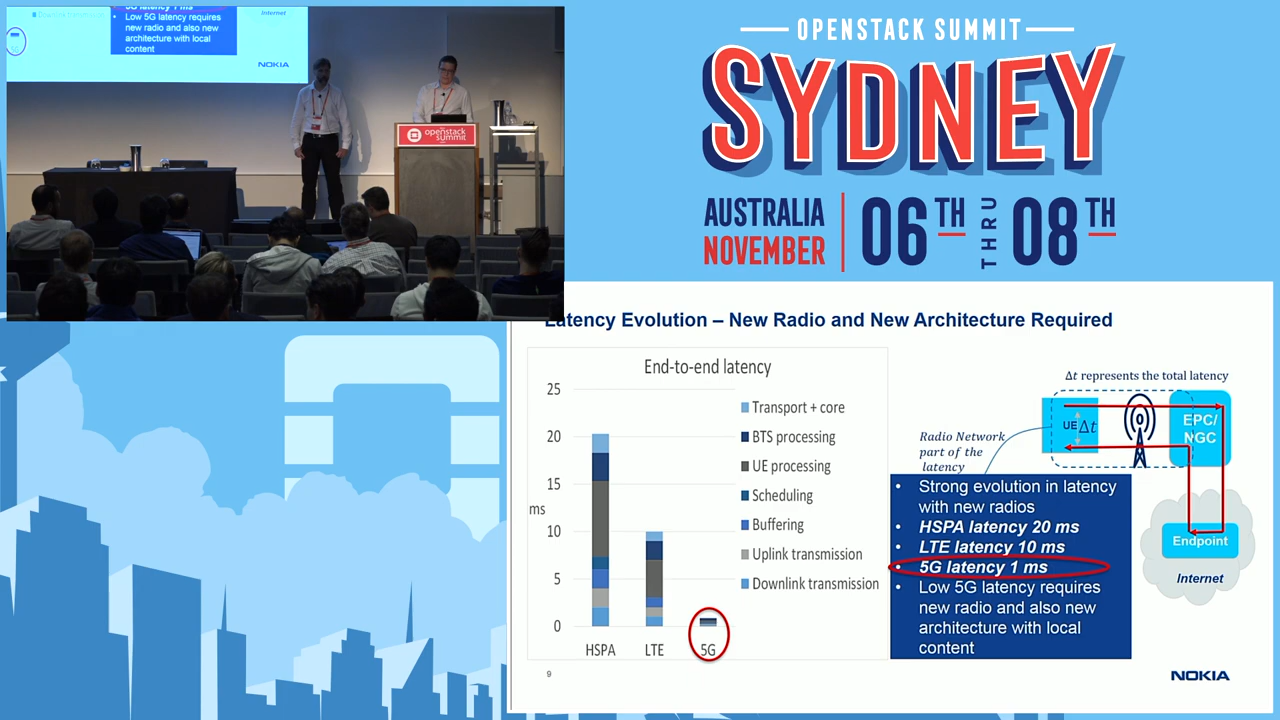 5G latency 1 ms
Low 5G latency requires
new radio and also new
architecture with local
content
Internet
NOKIA
5G
openstack
summit
OPENSTACK SUMMIT
SYDNEY
AUSTRALIA
NOVEMBER
06TH
THRU
08TH
Latency Evolution – New Radio and New Architecture Required
End-to-end latency
25
20
15
10
5
0
ms
HSPA
LTE
5G
Transport + core
BTS processing
UE processing
Scheduling
Buffering
Uplink transmission
Downlink transmission
Δt represents the total latency
Radio Network
part of the
latency
UE Δt
EPC/
NGC
Endpoint
Internet
• Strong evolution in latency
with new radios
• HSPA latency 20 ms
• LTE latency 10 ms
• 5G latency 1 ms
• Low 5G latency requires
new radio and also new
architecture with local
content
9
NOKIA